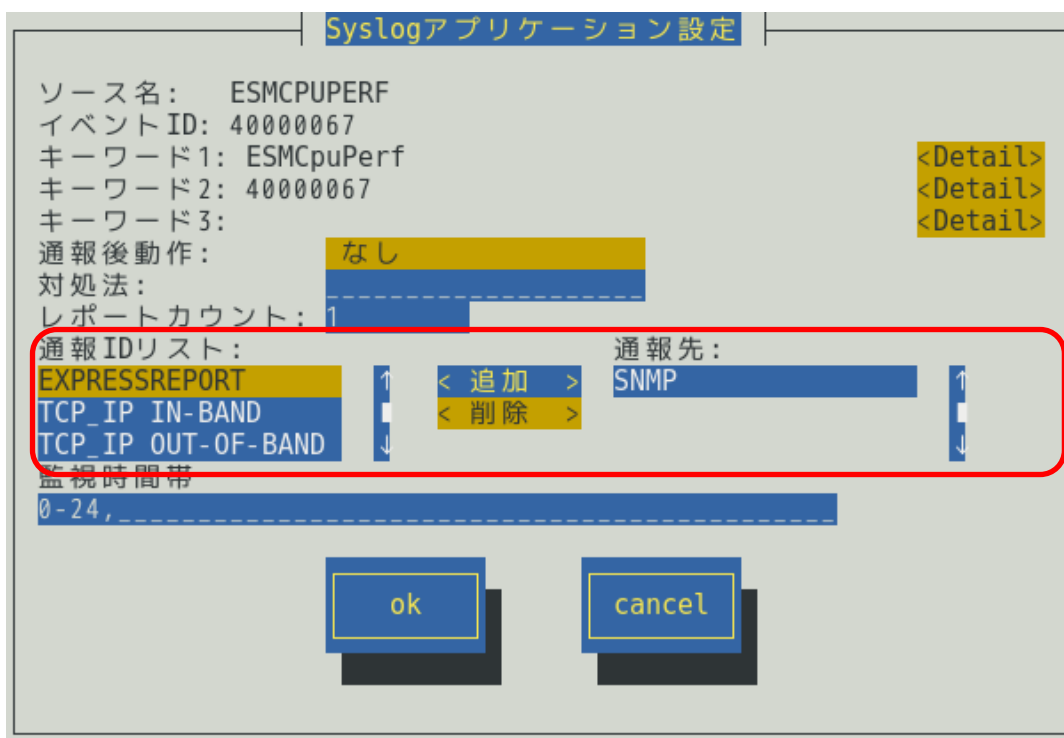 Syslogアプリケーション設定
ソース名: ESMCPUPERF
イベントID: 40000067
キーワード1: ESMCpuPerf <Detail>
キーワード2: 40000067 <Detail>
キーワード3: <Detail>
通報後動作: なし
対処法: ____________________
レポートカウント: 1
通報IDリスト: 通報先:
EXPRESSREPORT ↑ < 追加 > SNMP ↑
TCP_IP IN-BAND < 削除 >
TCP_IP OUT-OF-BAND ↓ ↓
監視時間帯
0-24,_____________________________________________
ok cancel